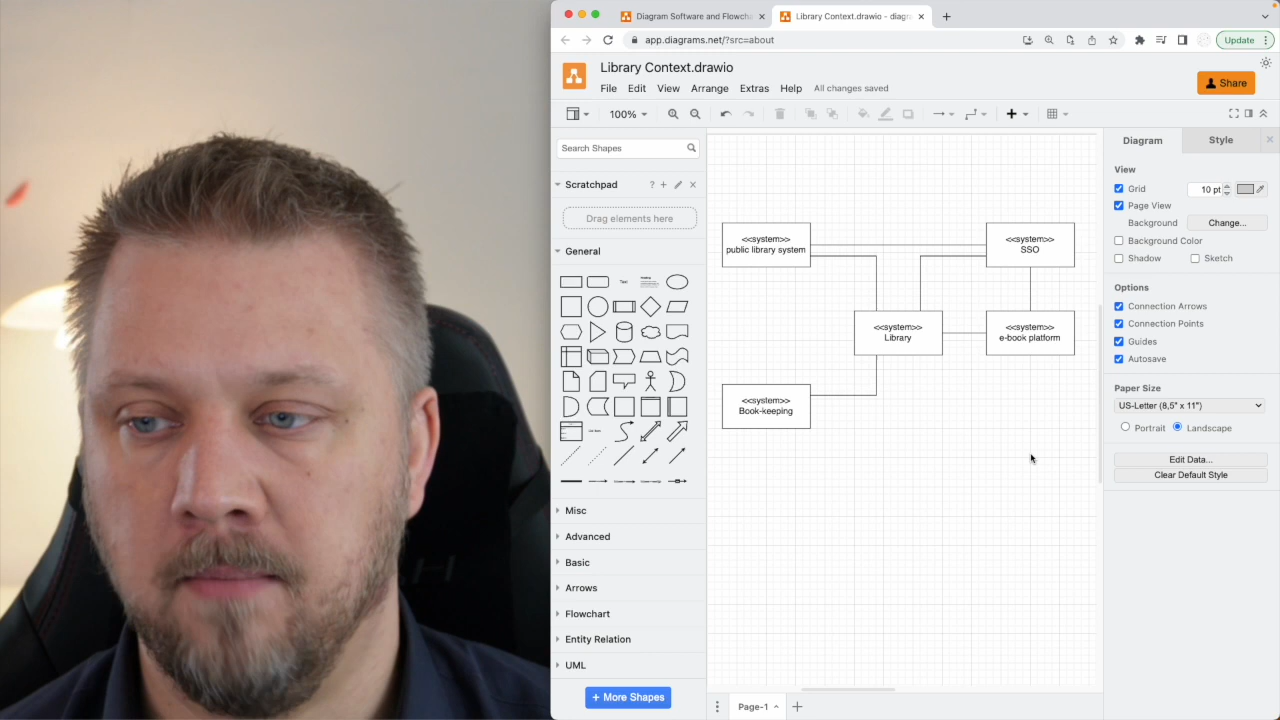 Diagram Software and Flowcha
Library Context.drawio - diagr
app.diagrams.net/?src=about
Update
Library Context.drawio
File Edit View Arrange Extras Help All changes saved
Share
100%
Search Shapes
Scratchpad
?
Drag elements here
General
Text
Misc
Advanced
Basic
Arrows
Flowchart
Entity Relation
UML
+ More Shapes
<<system>>
public library system
<<system>>
SSO
<<system>>
Library
<<system>>
e-book platform
<<system>>
Book-keeping
Page-1
Diagram Style
View
Grid 10 pt
Page View
Background Change...
Background Color
Shadow Sketch
Options
Connection Arrows
Connection Points
Guides
Autosave
Paper Size
US-Letter (8,5" x 11")
Portrait Landscape
Edit Data...
Clear Default Style